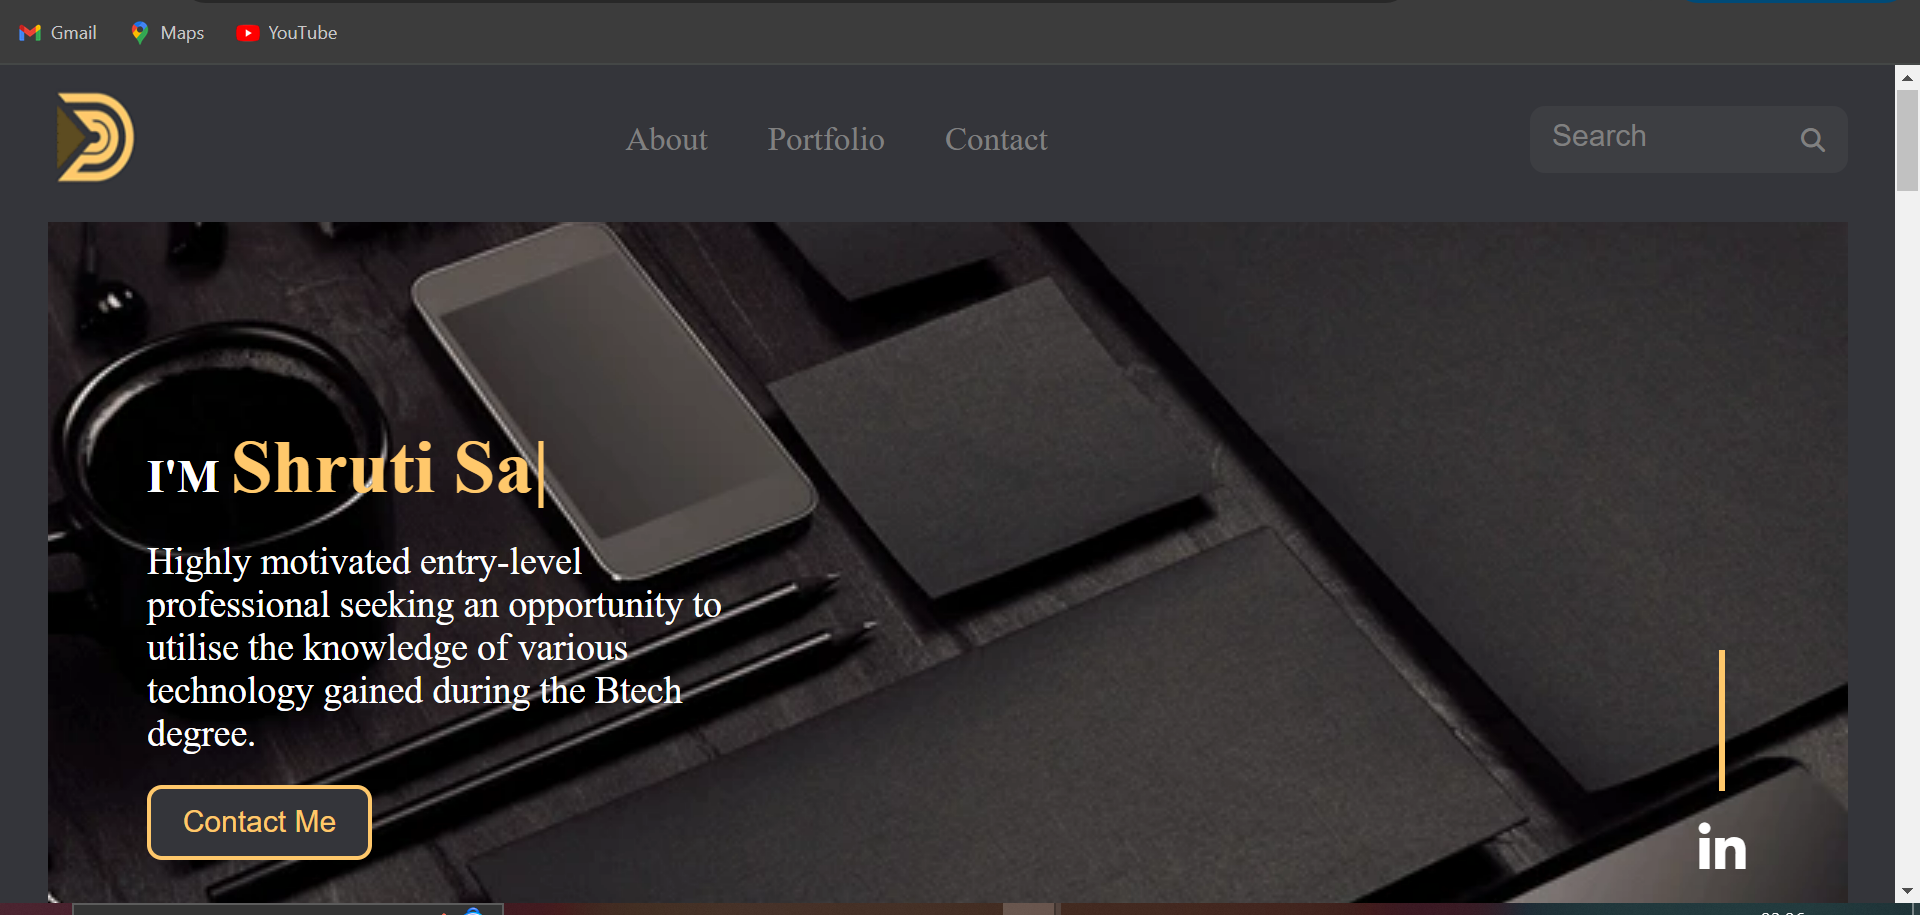 Gmail Maps YouTube
About Portfolio Contact Search
I'M Shruti Sa
Highly motivated entry-level
professional seeking an opportunity to
utilise the knowledge of various
technology gained during the Btech
degree.
Contact Me
in